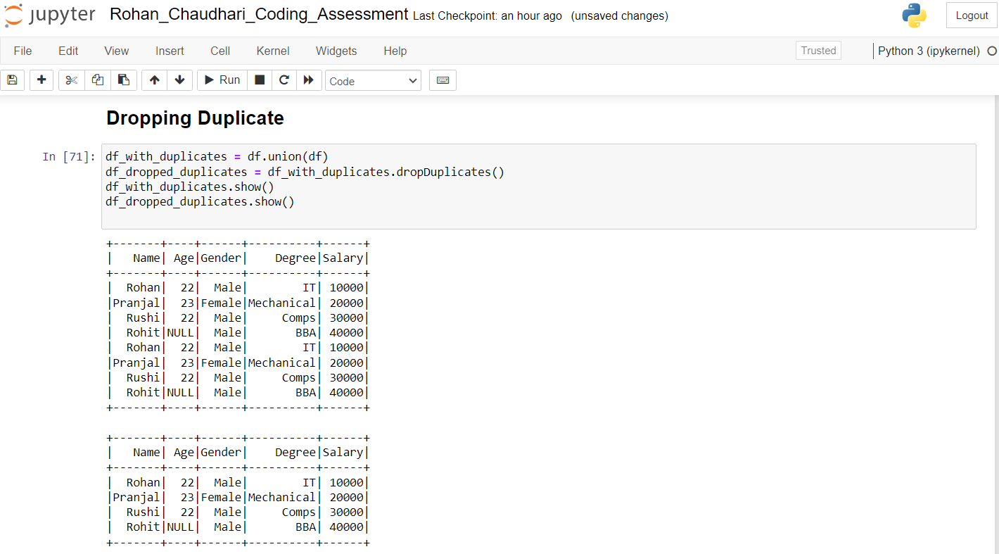 jupyter Rohan_Chaudhari_Coding_Assessment Last Checkpoint: an hour ago (unsaved changes) Logout
File Edit View Insert Cell Kernel Widgets Help Trusted Python 3 (ipykernel)
Run Code
Dropping Duplicate
In [71]: df_with_duplicates = df.union(df)
df_dropped_duplicates = df_with_duplicates.dropDuplicates()
df_with_duplicates.show()
df_dropped_duplicates.show()
+-------+----+------+----------+------+
|   Name| Age|Gender|    Degree|Salary|
+-------+----+------+----------+------+
|  Rohan|  22|  Male|        IT| 10000|
|Pranjal|  23|Female|Mechanical| 20000|
|  Rushi|  22|  Male|     Comps| 30000|
|  Rohit|NULL|  Male|       BBA| 40000|
|  Rohan|  22|  Male|        IT| 10000|
|Pranjal|  23|Female|Mechanical| 20000|
|  Rushi|  22|  Male|     Comps| 30000|
|  Rohit|NULL|  Male|       BBA| 40000|
+-------+----+------+----------+------+
+-------+----+------+----------+------+
|   Name| Age|Gender|    Degree|Salary|
+-------+----+------+----------+------+
|  Rohan|  22|  Male|        IT| 10000|
|Pranjal|  23|Female|Mechanical| 20000|
|  Rushi|  22|  Male|     Comps| 30000|
|  Rohit|NULL|  Male|       BBA| 40000|
+-------+----+------+----------+------+